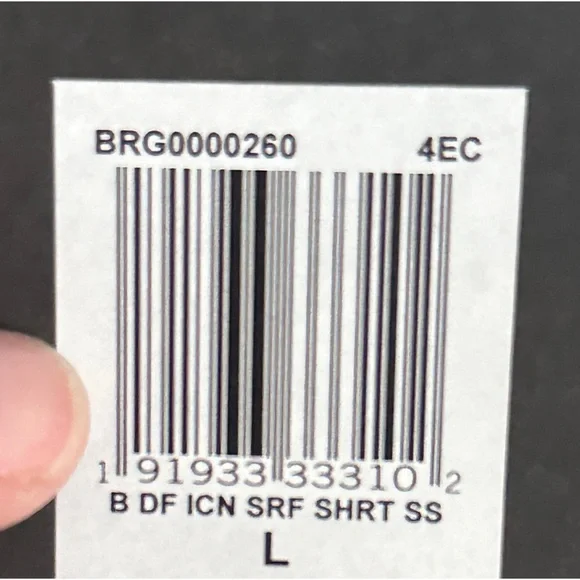 BRG0000260 4EC
1 91933 33310 2
B DF ICN SRF SHRT SS
L